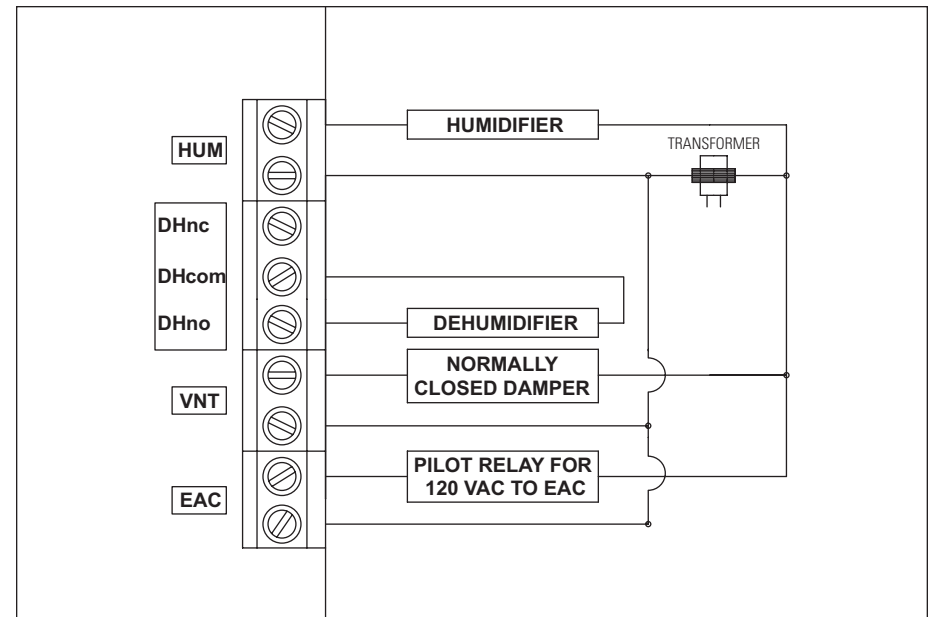 HUMIDIFIER
TRANSFORMER
HUM
DHnc
DHcom
DHno
DEHUMIDIFIER
NORMALLY
CLOSED DAMPER
VNT
PILOT RELAY FOR
120 VAC TO EAC
EAC